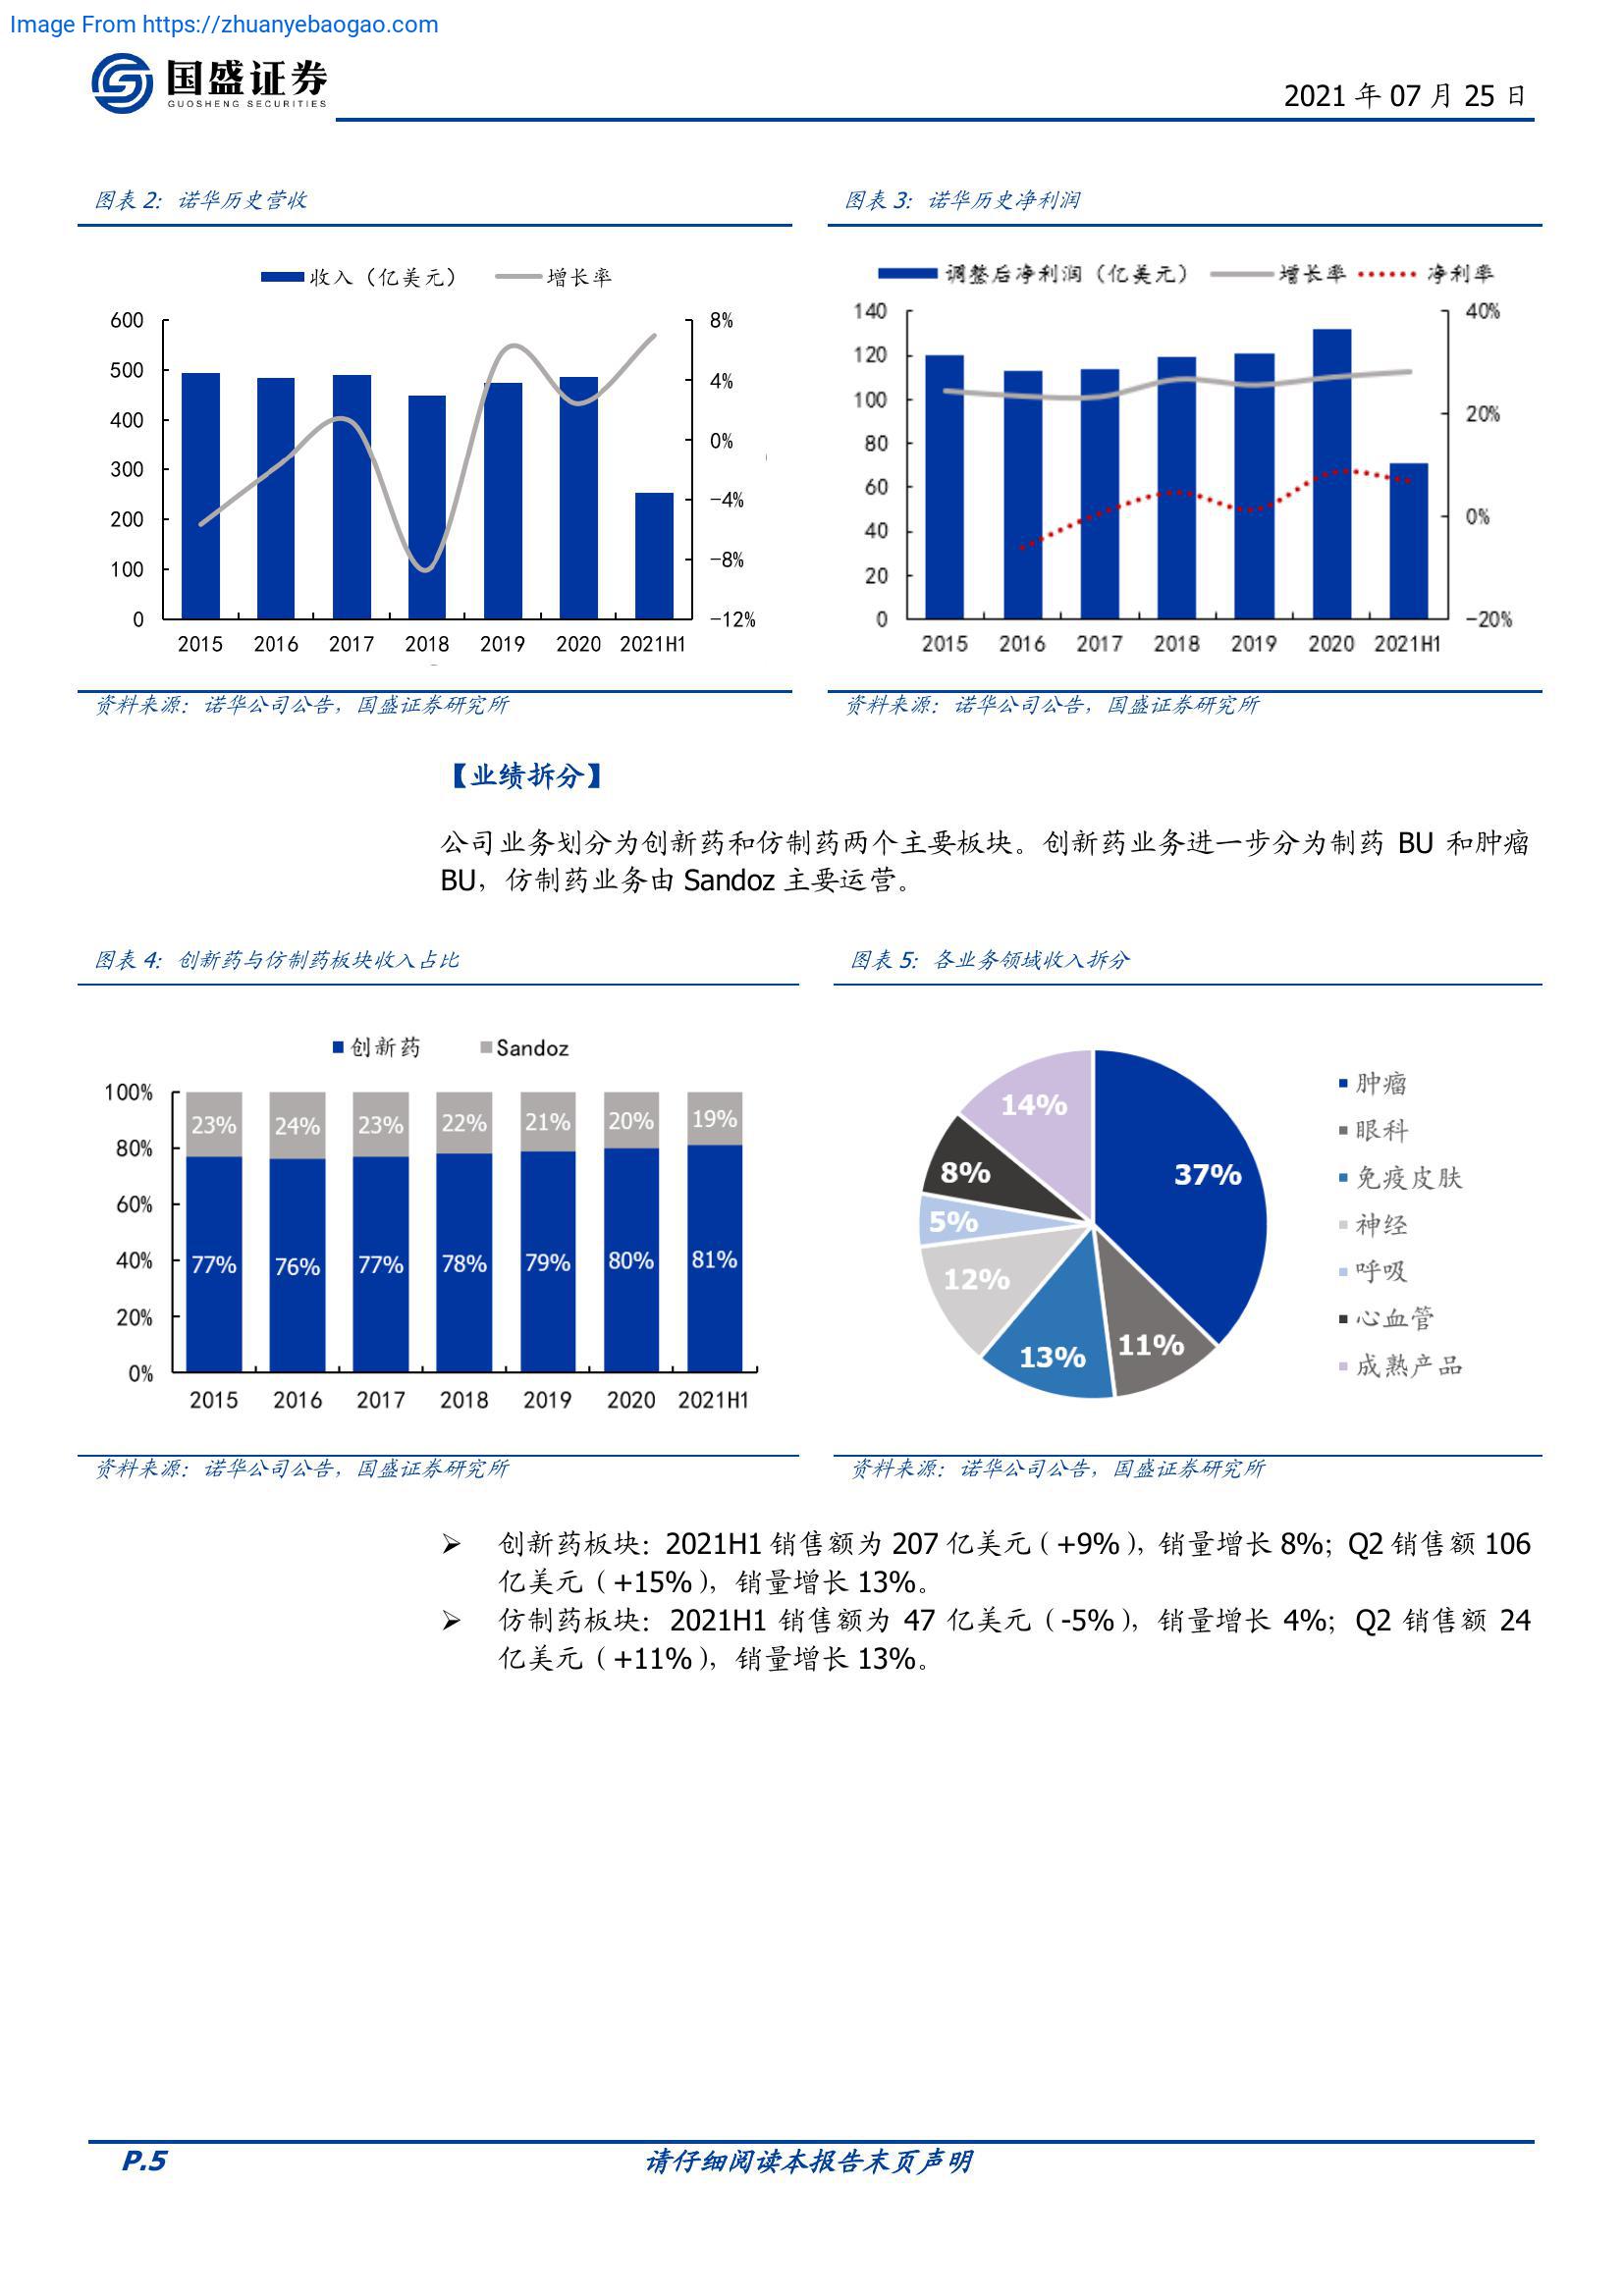 Image From https://zhuanyebaogao.com
国盛证券
GUOSHENG SECURITIES
2021 年 07 月 25 日
图表 2：诺华历史营收
收入（亿美元） 增长率
600
500
400
300
200
100
0
8%
4%
0%
-4%
-8%
-12%
2015 2016 2017 2018 2019 2020 2021H1
资料来源：诺华公司公告，国盛证券研究所
图表 3：诺华历史净利润
调整后净利润（亿美元） 增长率 净利率
140
120
100
80
60
40
20
0
40%
20%
0%
-20%
2015 2016 2017 2018 2019 2020 2021H1
资料来源：诺华公司公告，国盛证券研究所
【业绩拆分】
公司业务划分为创新药和仿制药两个主要板块。创新药业务进一步分为制药 BU 和肿瘤
BU，仿制药业务由 Sandoz 主要运营。
图表 4：创新药与仿制药板块收入占比
创新药 Sandoz
100%
80%
60%
40%
20%
0%
23% 24% 23% 22% 21% 20% 19%
77% 76% 77% 78% 79% 80% 81%
2015 2016 2017 2018 2019 2020 2021H1
资料来源：诺华公司公告，国盛证券研究所
图表 5：各业务领域收入拆分
37%
11%
13%
12%
5%
8%
14%
肿瘤
眼科
免疫皮肤
神经
呼吸
心血管
成熟产品
资料来源：诺华公司公告，国盛证券研究所
➢ 创新药板块：2021H1 销售额为 207 亿美元（+9%），销量增长 8%；Q2 销售额 106
亿美元（+15%），销量增长 13%。
➢ 仿制药板块：2021H1 销售额为 47 亿美元（-5%），销量增长 4%；Q2 销售额 24
亿美元（+11%），销量增长 13%。
P.5
请仔细阅读本报告末页声明